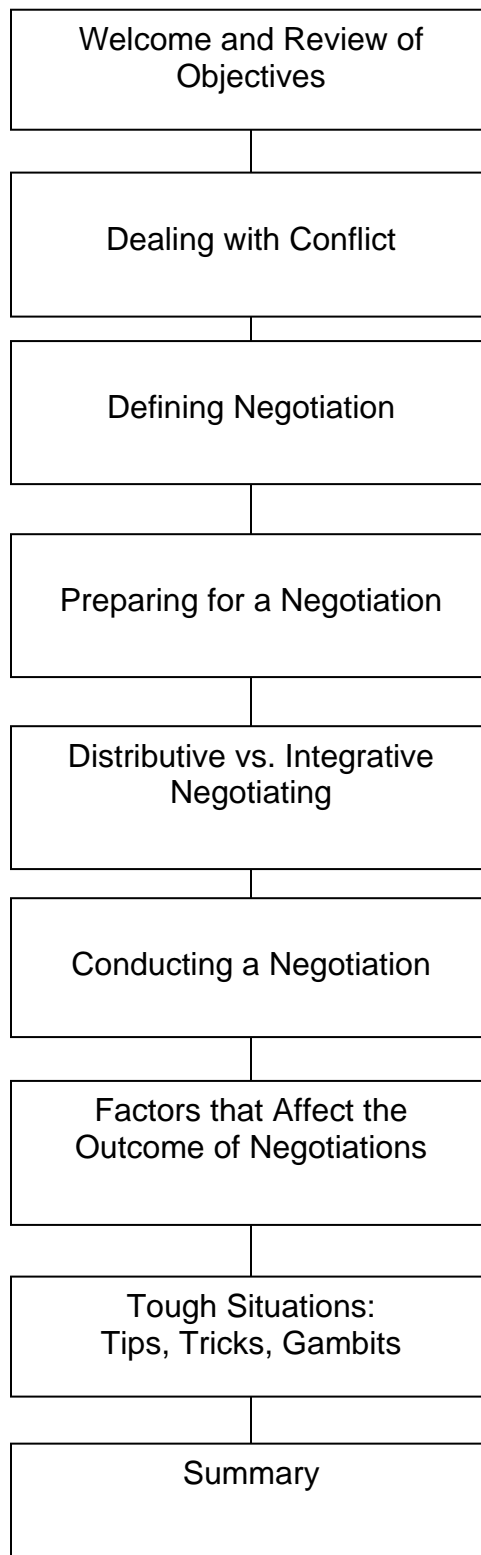 Welcome and Review of
Objectives
Dealing with Conflict
Defining Negotiation
Preparing for a Negotiation
Distributive vs. Integrative
Negotiating
Conducting a Negotiation
Factors that Affect the
Outcome of Negotiations
Tough Situations:
Tips, Tricks, Gambits
Summary